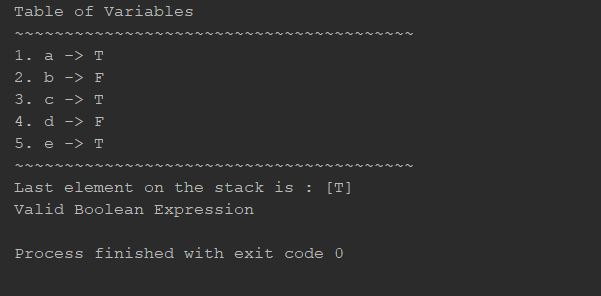 Table of Variables
~~~~~~~~~~~~~~~~~~~~~~~~~~~~~~~~~~~~~~~~
1. a -> T
2. b -> F
3. c -> T
4. d -> F
5. e -> T
~~~~~~~~~~~~~~~~~~~~~~~~~~~~~~~~~~~~~~~~
Last element on the stack is : [T]
Valid Boolean Expression
Process finished with exit code 0